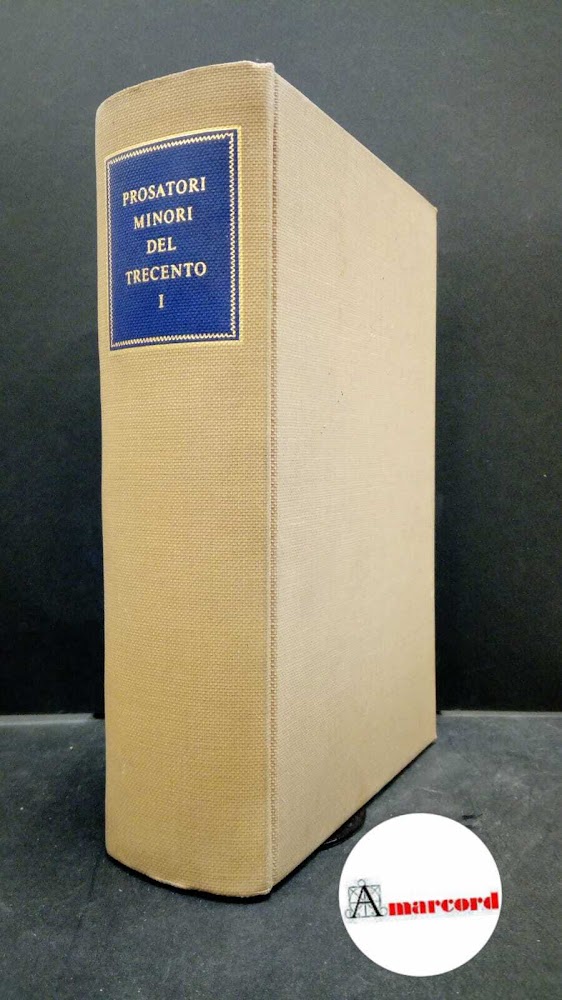 PROSATORI
MINORI
DEL
TRECENTO
I
Amarcord